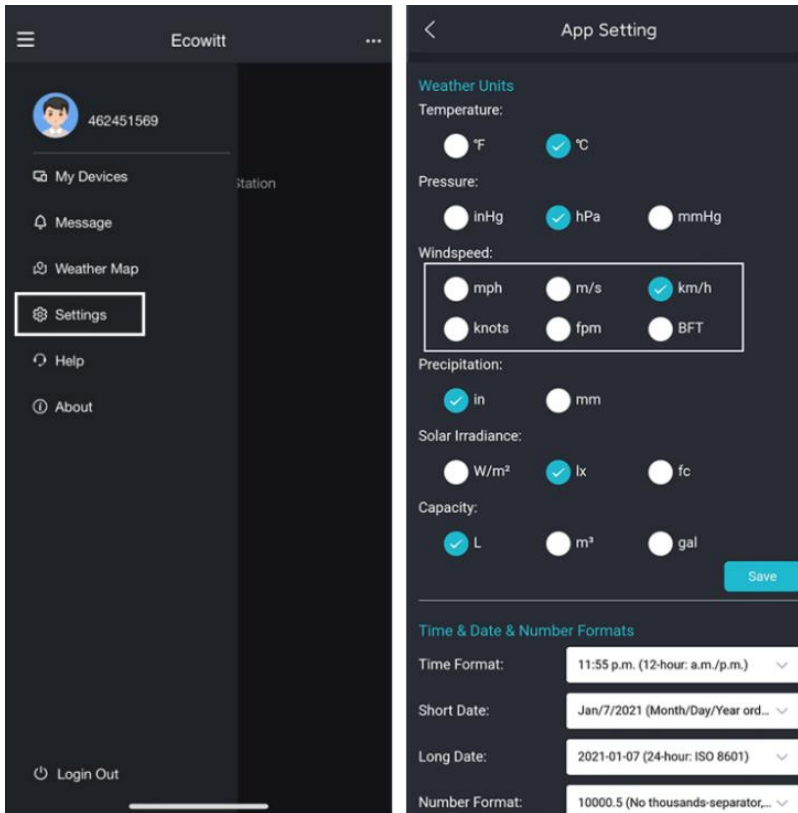 Ecowitt
462451569
My Devices
Station
Message
Weather Map
Settings
Help
About
Login Out
App Setting
Weather Units
Temperature:
℉ ℃
Pressure:
inHg hPa mmHg
Windspeed:
mph m/s km/h
knots fpm BFT
Precipitation:
in mm
Solar Irradiance:
W/m² lx fc
Capacity:
L m³ gal
Save
Time & Date & Number Formats
Time Format: 11:55 p.m. (12-hour: a.m./p.m.)
Short Date: Jan/7/2021 (Month/Day/Year ord...
Long Date: 2021-01-07 (24-hour: ISO 8601)
Number Format: 10000.5 (No thousands-separator,...